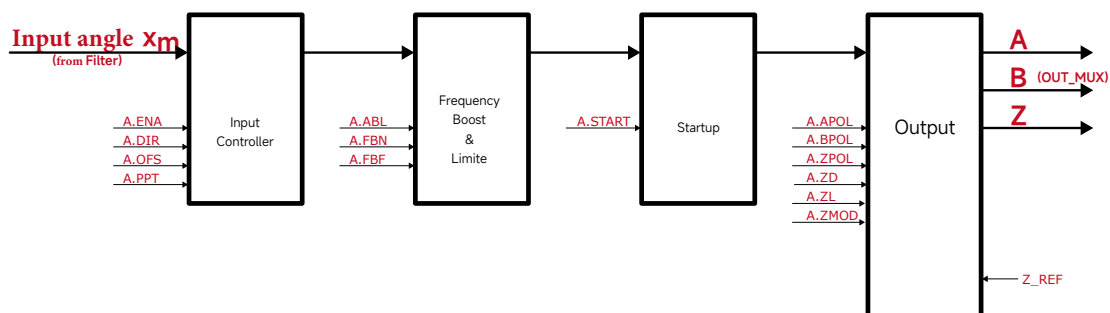 Input angle Xm
(from Filter)
A.ENA
A.DIR
A.OFS
A.PPT
Input
Controller
A.ABL
A.FBN
A.FBF
Frequency
Boost
&
Limite
A.START
Startup
A.APOL
A.BPOL
A.ZPOL
A.ZD
A.ZL
A.ZMOD
Output
A
B (OUT_MUX)
Z
Z_REF